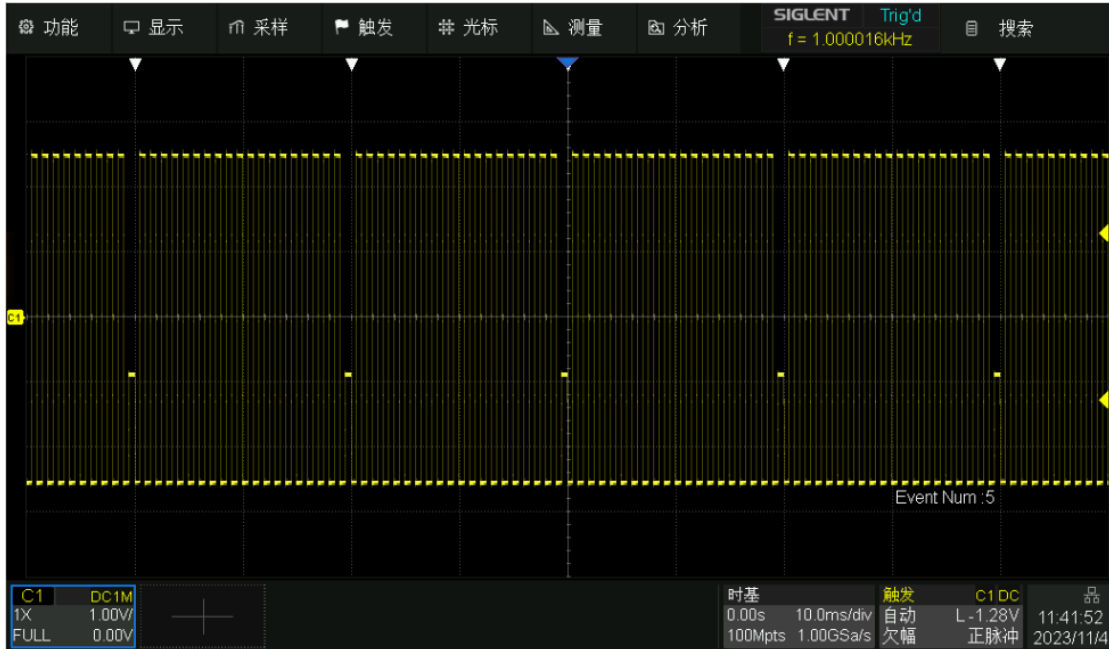 功能 显示 采样 触发 光标 测量 分析 SIGLENT Trig'd 搜索
f = 1.000016kHz
C1
Event Num :5
C1 DC1M
1X 1.00V/
FULL 0.00V
时基
0.00s 10.0ms/div
100Mpts 1.00GSa/s
触发 C1 DC
自动 L -1.28V
欠幅 正脉冲
11:41:52
2023/11/4